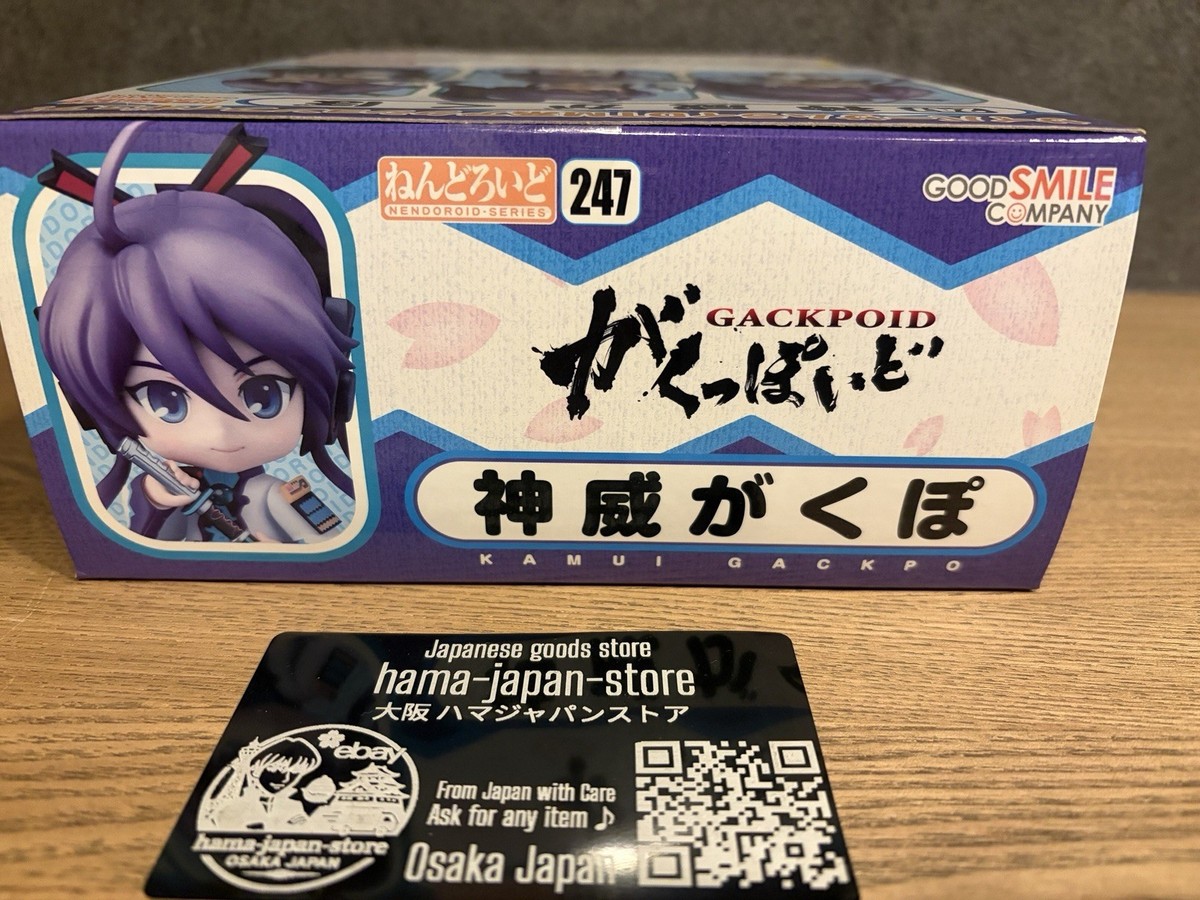 ねんどろいど
NENDOROID-SERIES
247
GOOD SMILE
COMPANY
GACKPOID
がくっぽいど
神威がくぽ
KAMUI GACKPO
Japanese goods store
hama-japan-store
大阪 ハマジャパンストア
ebay
hama-japan-store
OSAKA JAPAN
From Japan with Care
Ask for any item ♪
Osaka Japan